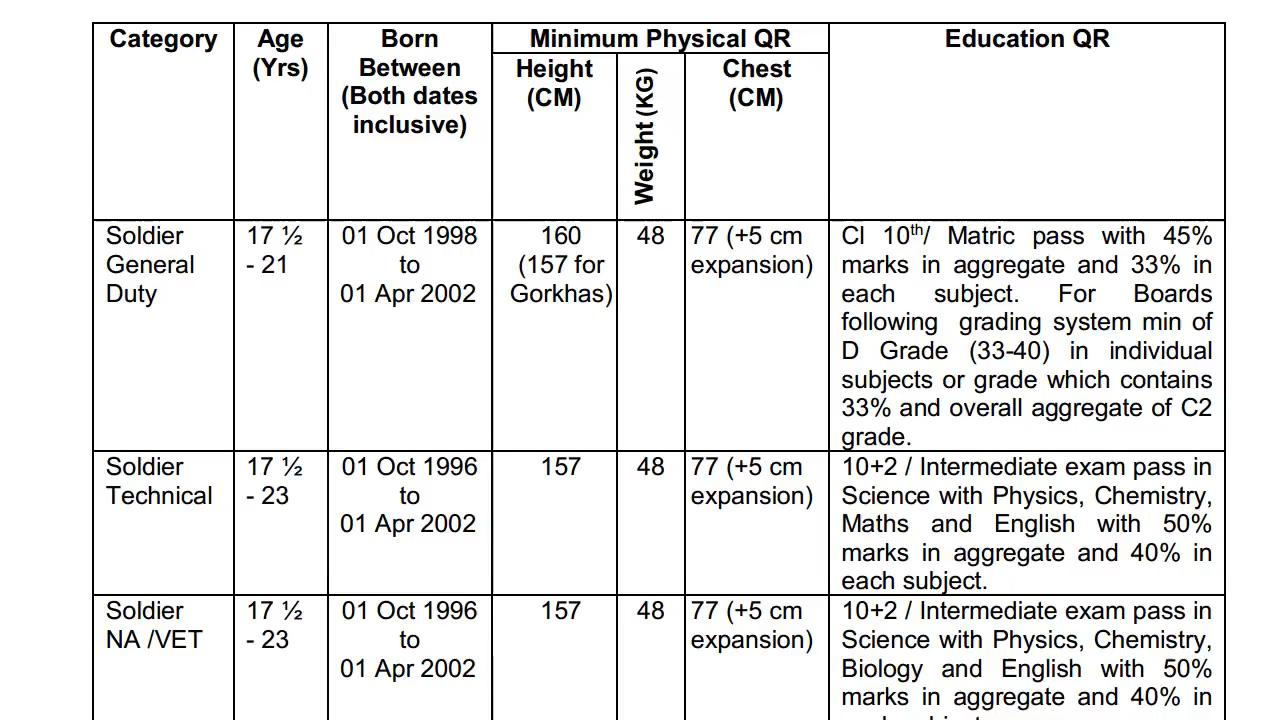 Category
Age
(Yrs)
Born
Between
(Both dates
inclusive)
Minimum Physical QR
Height
(CM)
Weight (KG)
Chest
(CM)
Education QR
Soldier
General
Duty
17 ½
- 21
01 Oct 1998
to
01 Apr 2002
160
(157 for
Gorkhas)
48
77 (+5 cm
expansion)
Cl 10th/ Matric pass with 45%
marks in aggregate and 33% in
each subject. For Boards
following grading system min of
D Grade (33-40) in individual
subjects or grade which contains
33% and overall aggregate of C2
grade.
Soldier
Technical
17 ½
- 23
01 Oct 1996
to
01 Apr 2002
157
48
77 (+5 cm
expansion)
10+2 / Intermediate exam pass in
Science with Physics, Chemistry,
Maths and English with 50%
marks in aggregate and 40% in
each subject.
Soldier
NA /VET
17 ½
- 23
01 Oct 1996
to
01 Apr 2002
157
48
77 (+5 cm
expansion)
10+2 / Intermediate exam pass in
Science with Physics, Chemistry,
Biology and English with 50%
marks in aggregate and 40% in